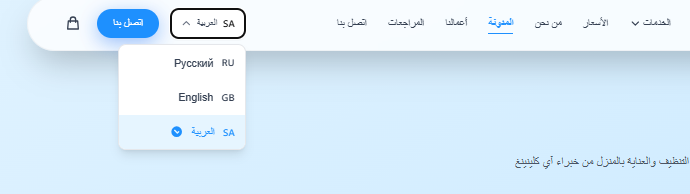 الخدمات
الأسعار
من نحن
المدونة
أعمالنا
المراجعات
اتصل بنا
SA العربية
اتصل بنا
RU Русский
GB English
SA العربية
التنظيف والعناية بالمنزل من خبراء آي كلينينغ